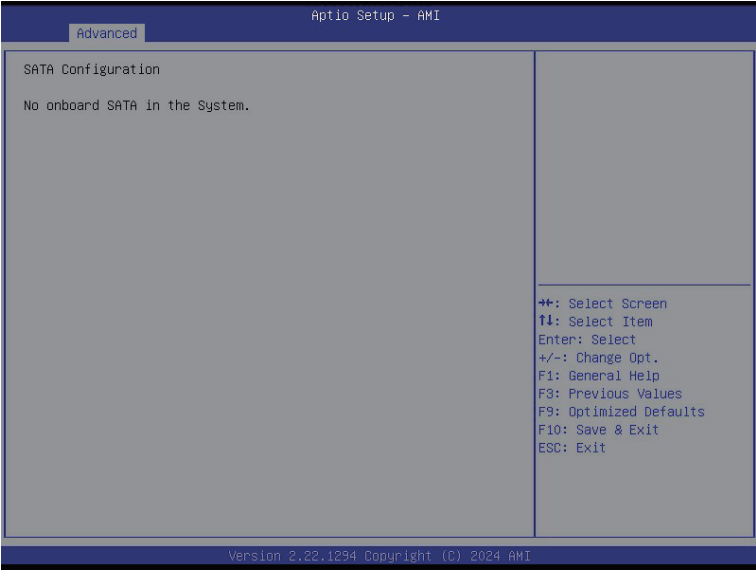 Aptio Setup – AMI
Advanced
SATA Configuration
No onboard SATA in the System.
→←: Select Screen
↑↓: Select Item
Enter: Select
+/-: Change Opt.
F1: General Help
F3: Previous Values
F9: Optimized Defaults
F10: Save & Exit
ESC: Exit
Version 2.22.1294 Copyright (C) 2024 AMI